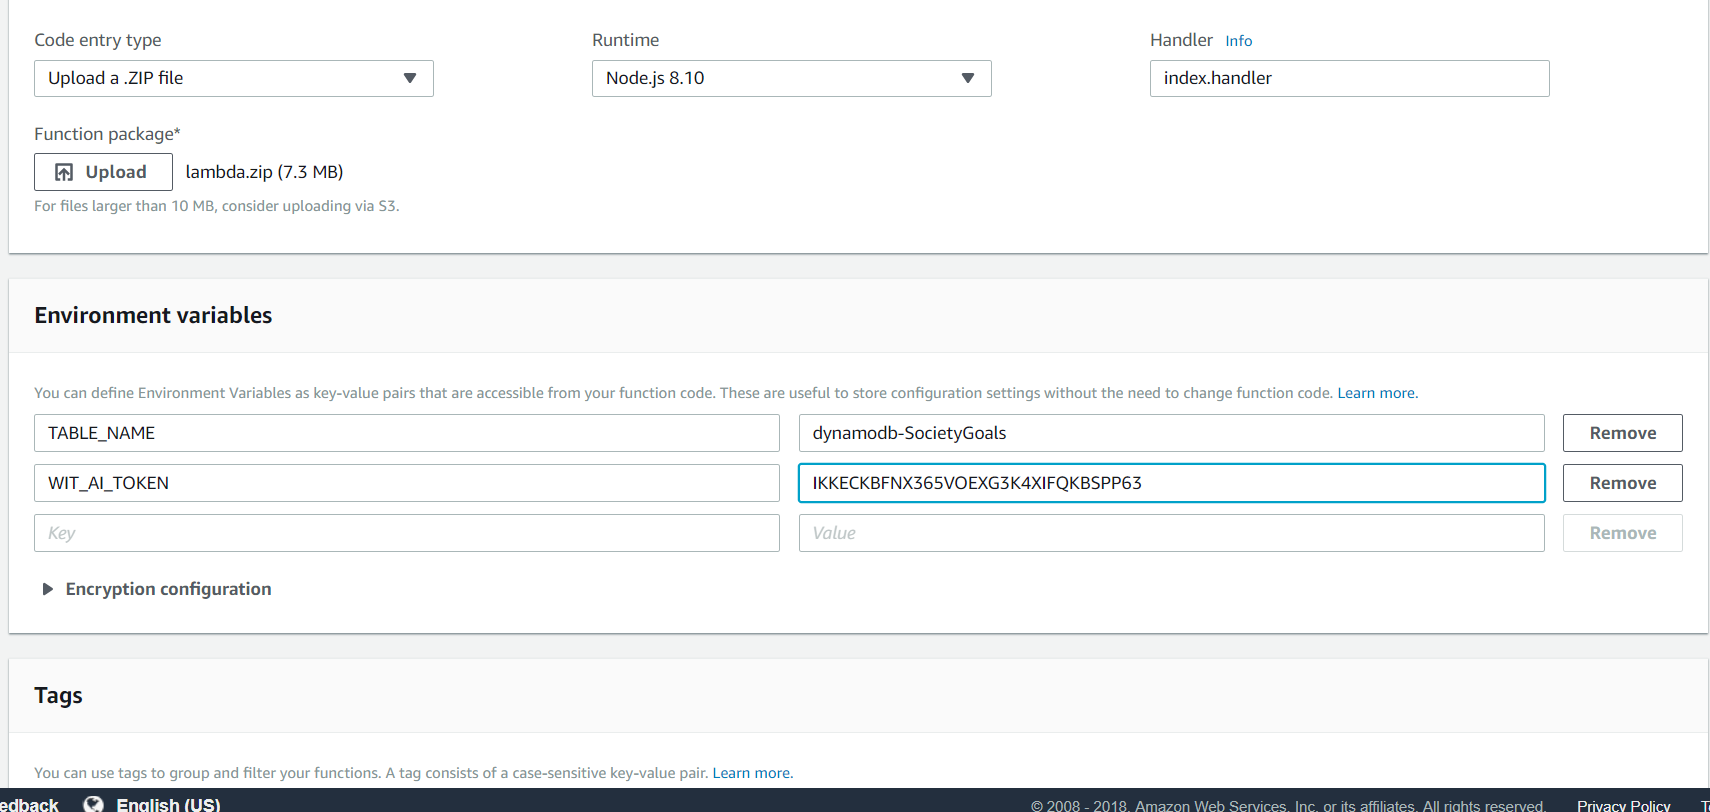 Code entry type Runtime Handler Info
Upload a .ZIP file Node.js 8.10 index.handler
Function package*
Upload lambda.zip (7.3 MB)
For files larger than 10 MB, consider uploading via S3.
Environment variables
You can define Environment Variables as key-value pairs that are accessible from your function code. These are useful to store configuration settings without the need to change function code. Learn more.
TABLE_NAME dynamodb-SocietyGoals Remove
WIT_AI_TOKEN IKKECKBFNX365VOEXG3K4XIFQKBSPP63 Remove
Key Value Remove
Encryption configuration
Tags
You can use tags to group and filter your functions. A tag consists of a case-sensitive key-value pair. Learn more.
edback English (US) © 2008 - 2018, Amazon Web Services, Inc. or its affiliates. All rights reserved. Privacy Policy